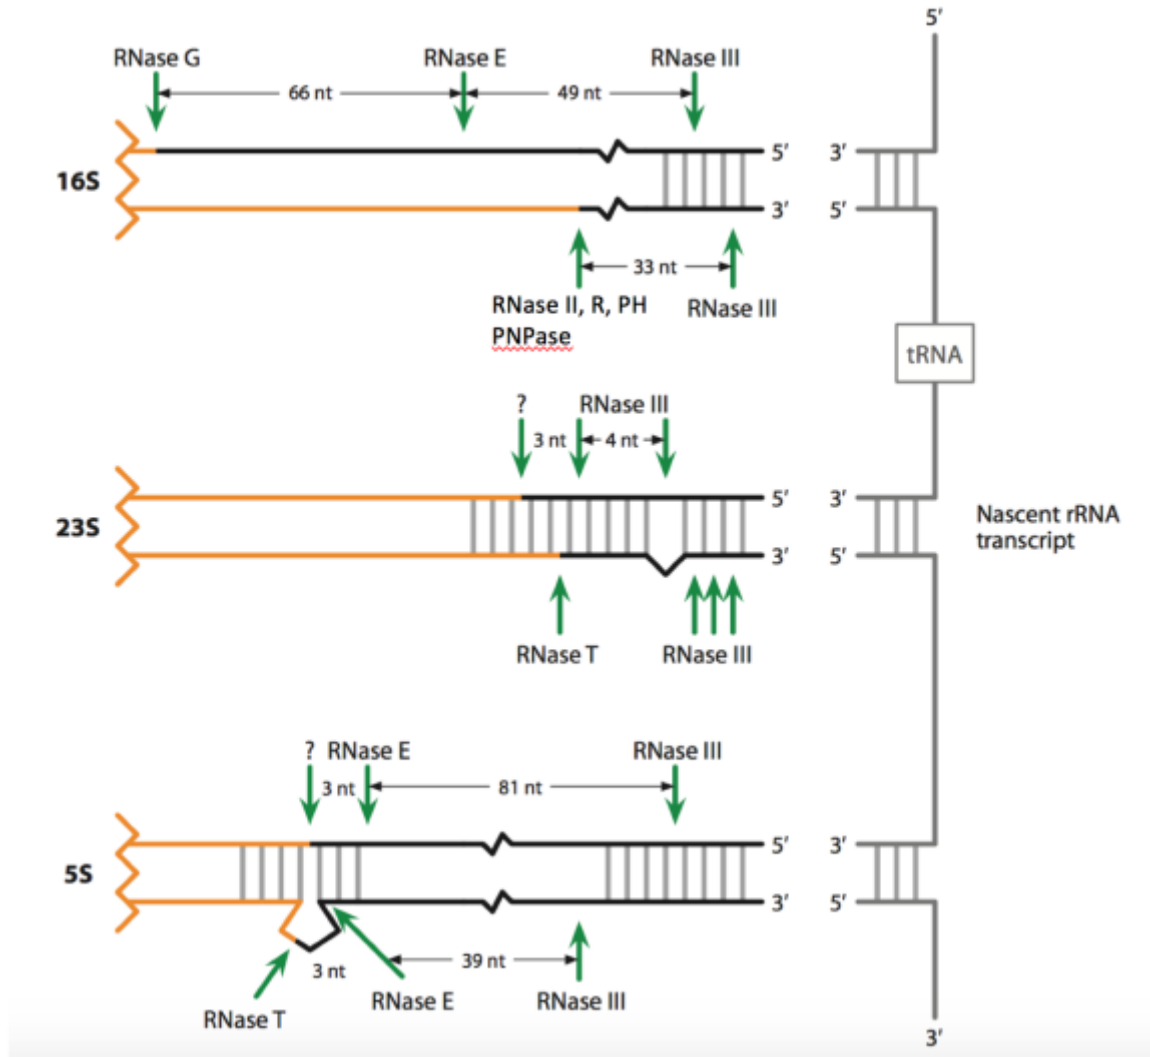 5′
RNase G RNase E RNase III
66 nt 49 nt
5′ 3′
16S
3′ 5′
33 nt
RNase II, R, PH RNase III
PNPase
tRNA
? RNase III
3 nt 4 nt
5′ 3′
23S
Nascent rRNA
transcript
3′ 5′
RNase T RNase III
? RNase E RNase III
3 nt 81 nt
5′ 3′
5S
3′ 5′
39 nt
3 nt
RNase E RNase III
RNase T
3′